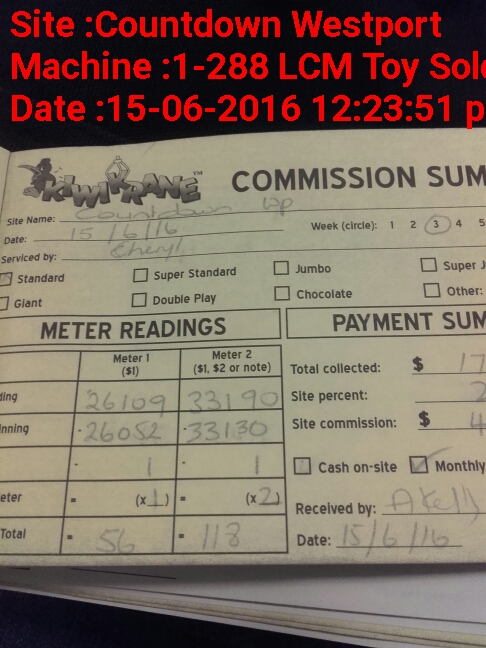 Site :Countdown Westport
Machine :1-288 LCM Toy Sol
Date :15-06-2016 12:23:51 p
KIWIKRANE™ COMMISSION SUM
Site Name: Countdown Wp
Date: 15/6/16 Week (circle): 1 2 3 4 5
Serviced by: Cheryl
Standard Super Standard Jumbo Super J
Giant Double Play Chocolate Other:
METER READINGS PAYMENT SUM
Meter 1 ($1) Meter 2 ($1, $2 or note)
Total collected: $ 17
ding 26109 33190
Site percent: 2
inning -26052 -33130
Site commission: $ 4
- 1 - 1
Cash on-site Monthly
eter = (x1) = (x2)
Received by: A Kelly
Total = 56 = 118
Date: 15/6/16